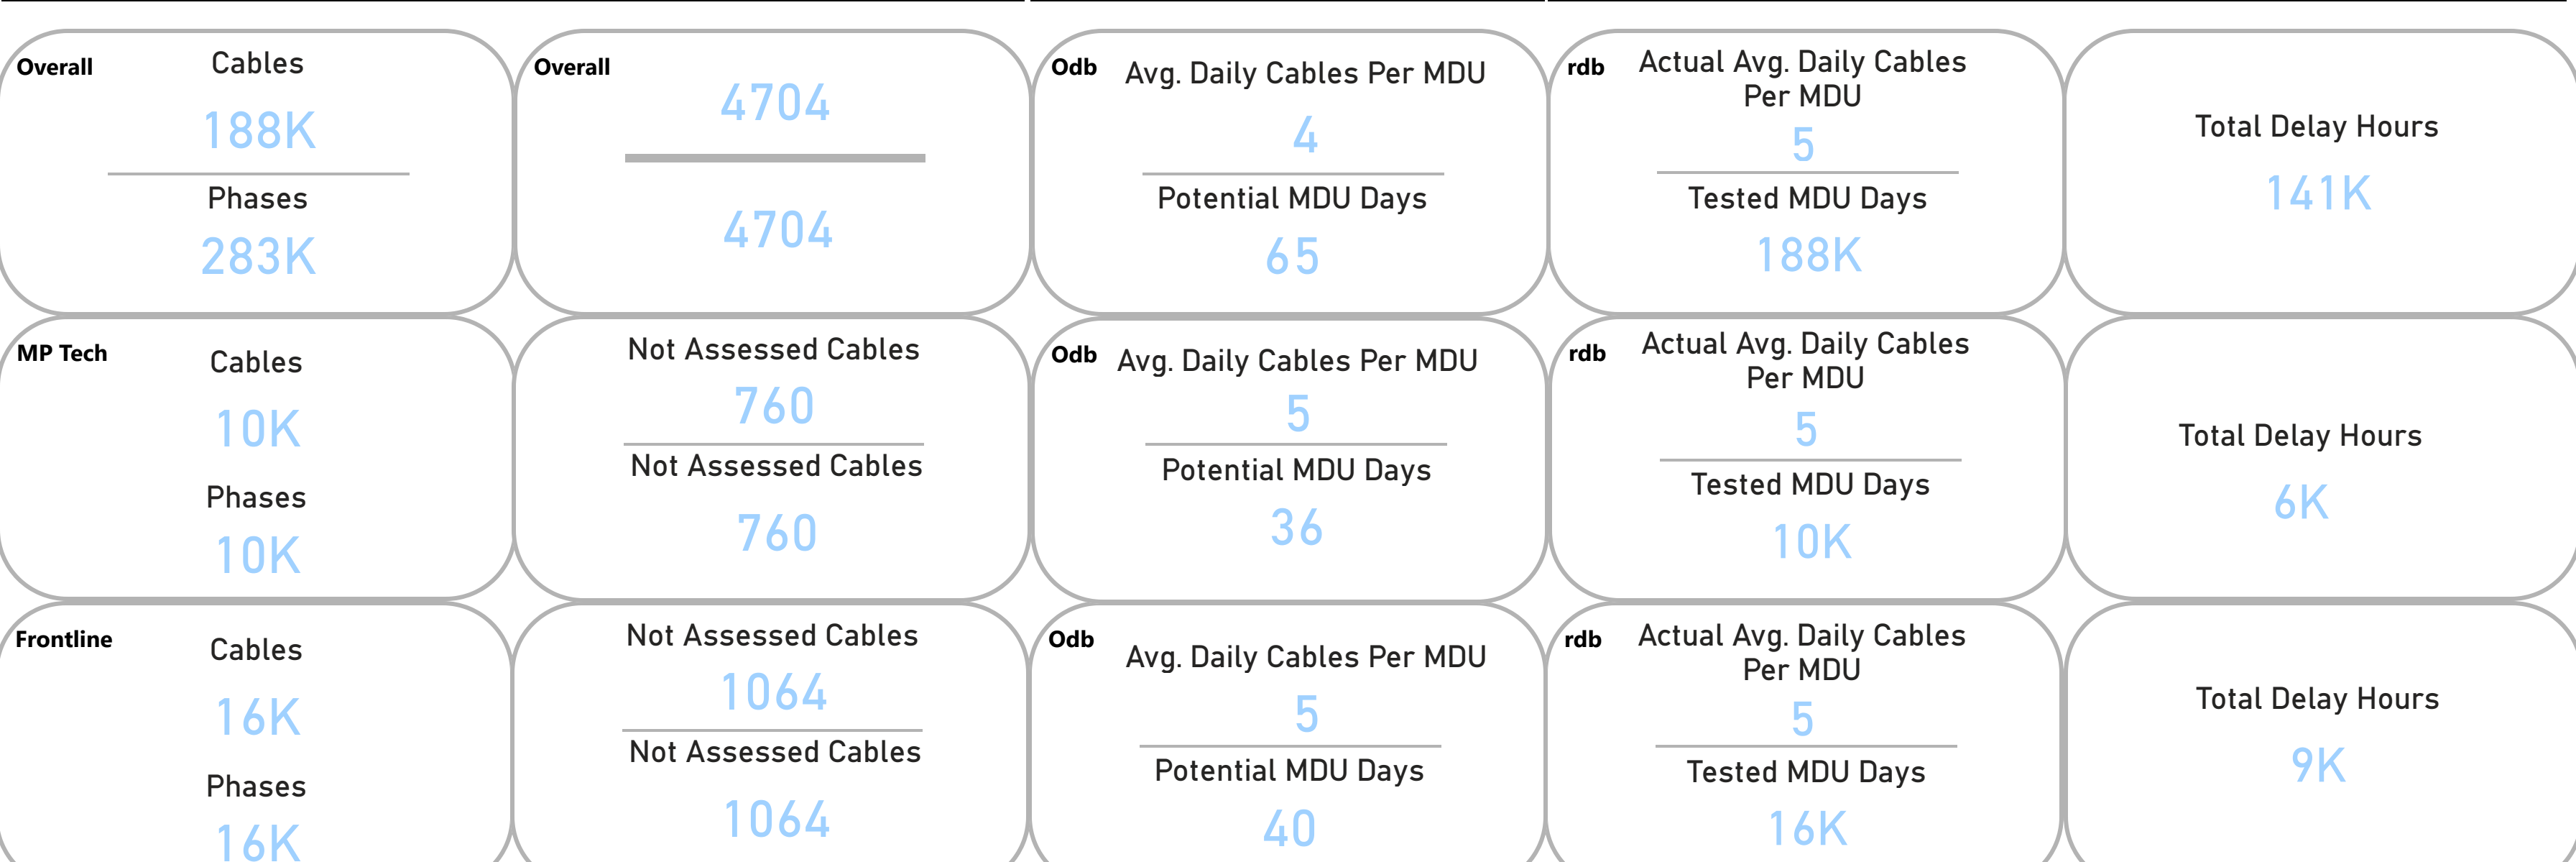 Overall
Cables
188K
Phases
283K
Overall
4704
4704
Odb
Avg. Daily Cables Per MDU
4
Potential MDU Days
65
rdb
Actual Avg. Daily Cables
Per MDU
5
Tested MDU Days
188K
Total Delay Hours
141K
MP Tech
Cables
10K
Phases
10K
Not Assessed Cables
760
Not Assessed Cables
760
Odb
Avg. Daily Cables Per MDU
5
Potential MDU Days
36
rdb
Actual Avg. Daily Cables
Per MDU
5
Tested MDU Days
10K
Total Delay Hours
6K
Frontline
Cables
16K
Phases
16K
Not Assessed Cables
1064
Not Assessed Cables
1064
Odb
Avg. Daily Cables Per MDU
5
Potential MDU Days
40
rdb
Actual Avg. Daily Cables
Per MDU
5
Tested MDU Days
16K
Total Delay Hours
9K